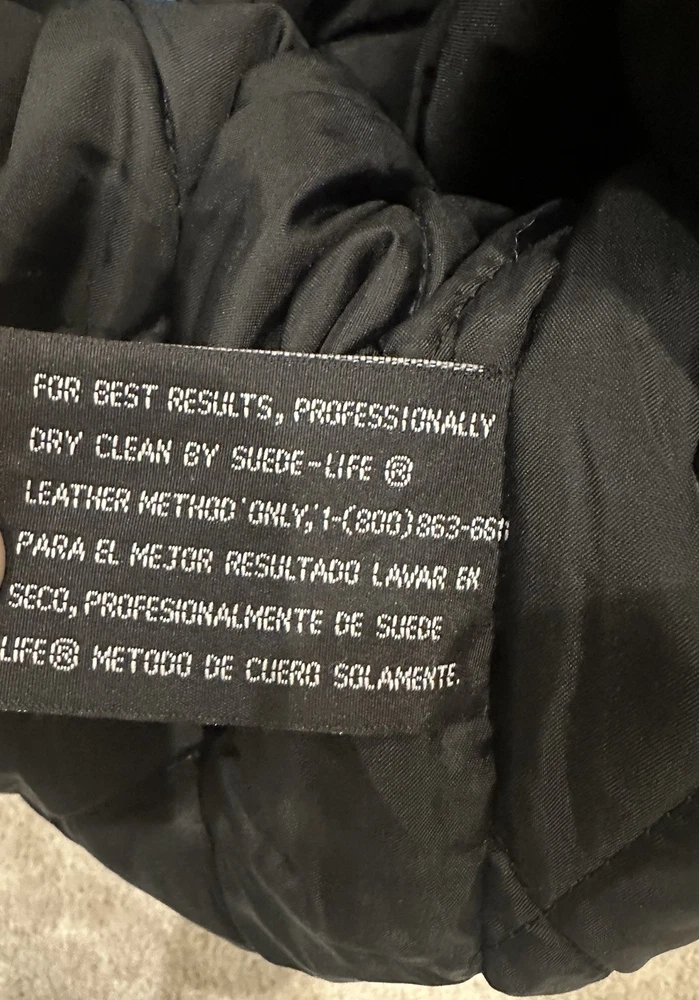 FOR BEST RESULTS, PROFESSIONALLY
DRY CLEAN BY SUEDE-LIFE ®
LEATHER METHOD'ONLY,'1-(800)863-661
PARA EL MEJOR RESULTADO LAVAR EN
SECO, PROFESIONALMENTE DE SUEDE
LIFE® METODO DE CUERO SOLAMENTE.